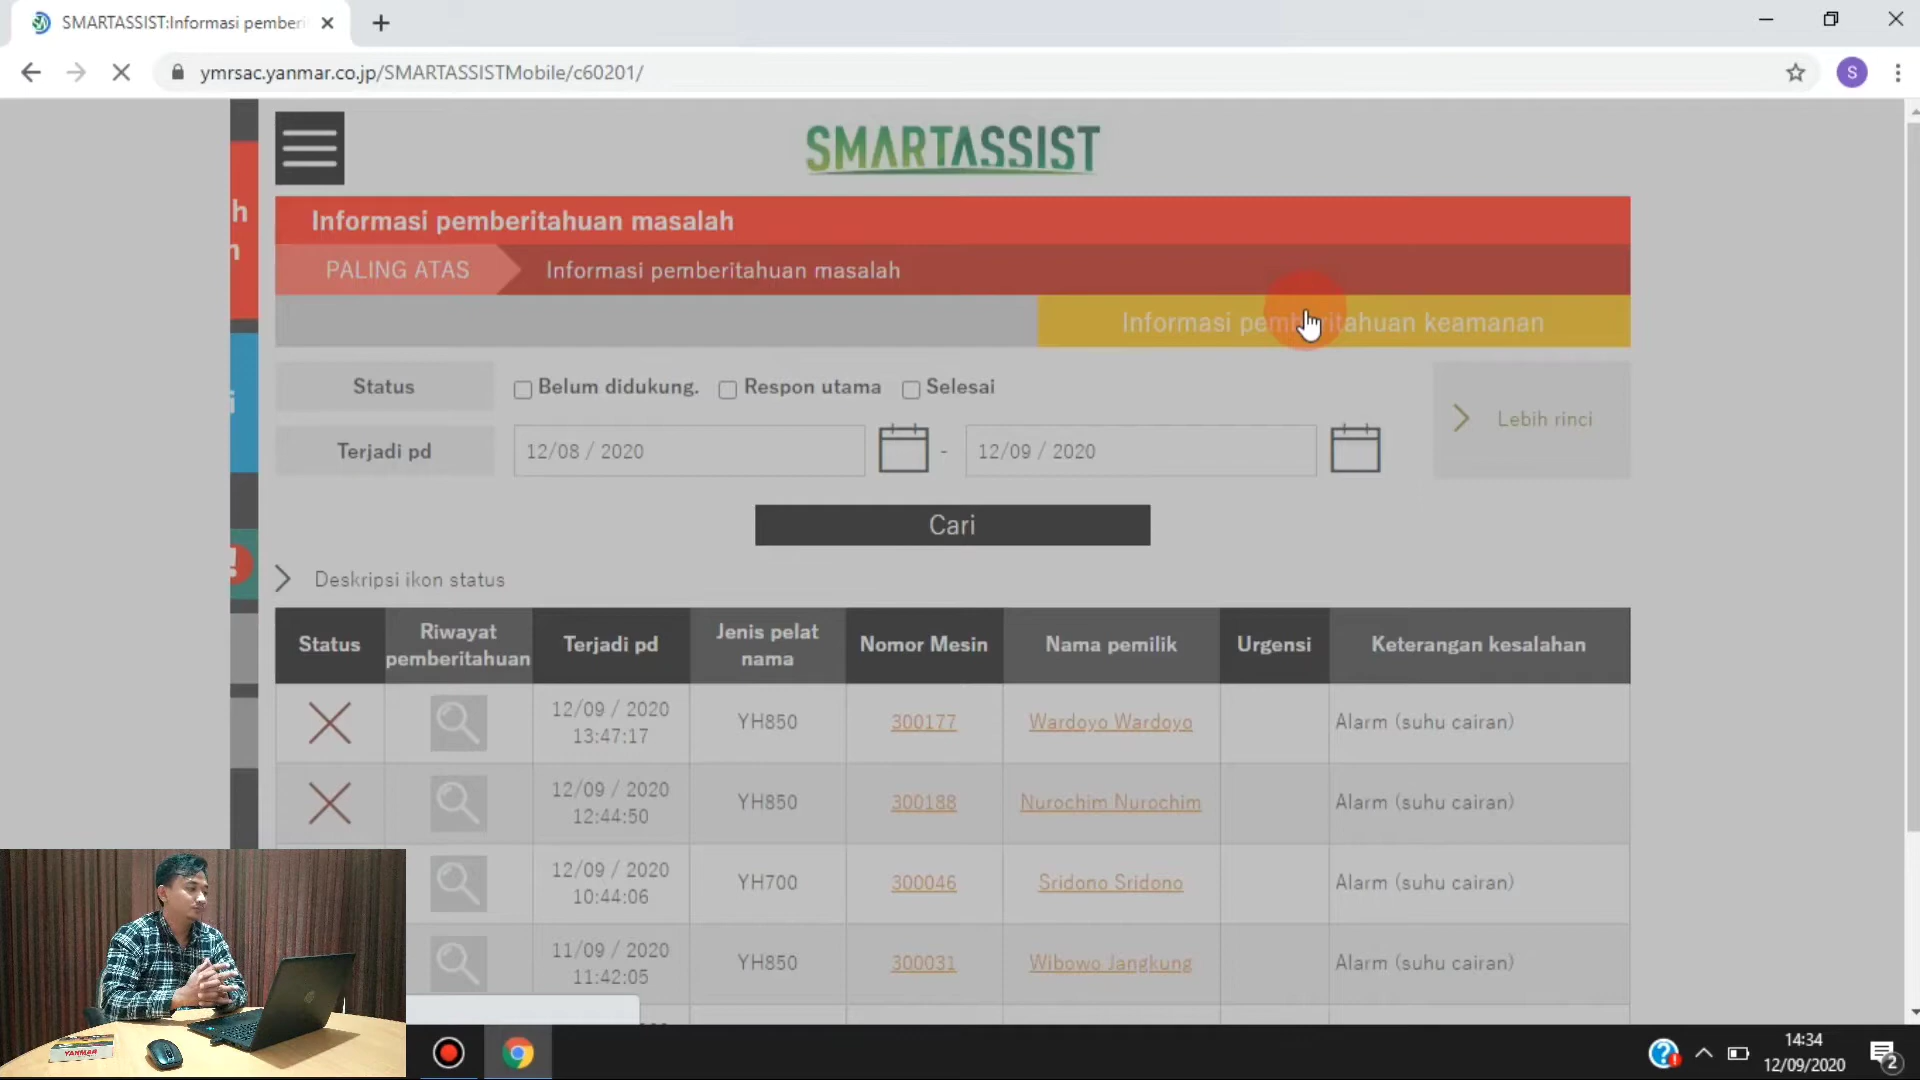 SMARTASSIST:Informasi pemberi
ymrsac.yanmar.co.jp/SMARTASSISTMobile/c60201/
S
SMARTASSIST
Informasi pemberitahuan masalah
PALING ATAS
Informasi pemberitahuan masalah
Informasi pemberitahuan keamanan
Status
Belum didukung.
Respon utama
Selesai
Lebih rinci
Terjadi pd
12/08 / 2020
-
12/09 / 2020
Cari
Deskripsi ikon status
Status
Riwayat pemberitahuan
Terjadi pd
Jenis pelat nama
Nomor Mesin
Nama pemilik
Urgensi
Keterangan kesalahan
12/09 / 2020
13:47:17
YH850
300177
Wardoyo Wardoyo
Alarm (suhu cairan)
12/09 / 2020
12:44:50
YH850
300188
Nurochim Nurochim
Alarm (suhu cairan)
12/09 / 2020
10:44:06
YH700
300046
Sridono Sridono
Alarm (suhu cairan)
11/09 / 2020
11:42:05
YH850
300031
Wibowo Jangkung
Alarm (suhu cairan)
YANMAR
14:34
12/09/2020
2